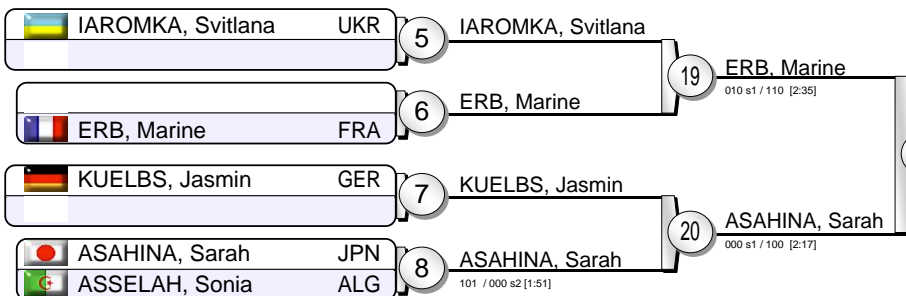 IAROMKA, Svitlana UKR
5
IAROMKA, Svitlana
19
ERB, Marine
010 s1 / 110 [2:35]
6
ERB, Marine
ERB, Marine FRA
KUELBS, Jasmin GER
7
KUELBS, Jasmin
20
ASAHINA, Sarah
000 s1 / 100 [2:17]
ASAHINA, Sarah JPN
8
ASAHINA, Sarah
101 / 000 s2 [1:51]
ASSELAH, Sonia ALG